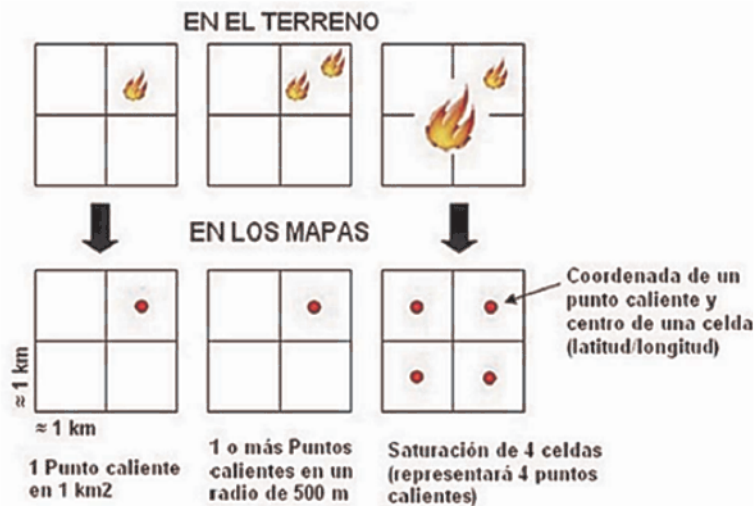 EN EL TERRENO
EN LOS MAPAS
Coordenada de un
punto caliente y
centro de una celda
(latitud/longitud)
≈ 1 km
≈ 1 km
1 Punto caliente
en 1 km2
1 o más Puntos
calientes en un
radio de 500 m
Saturación de 4 celdas
(representará 4 puntos
calientes)